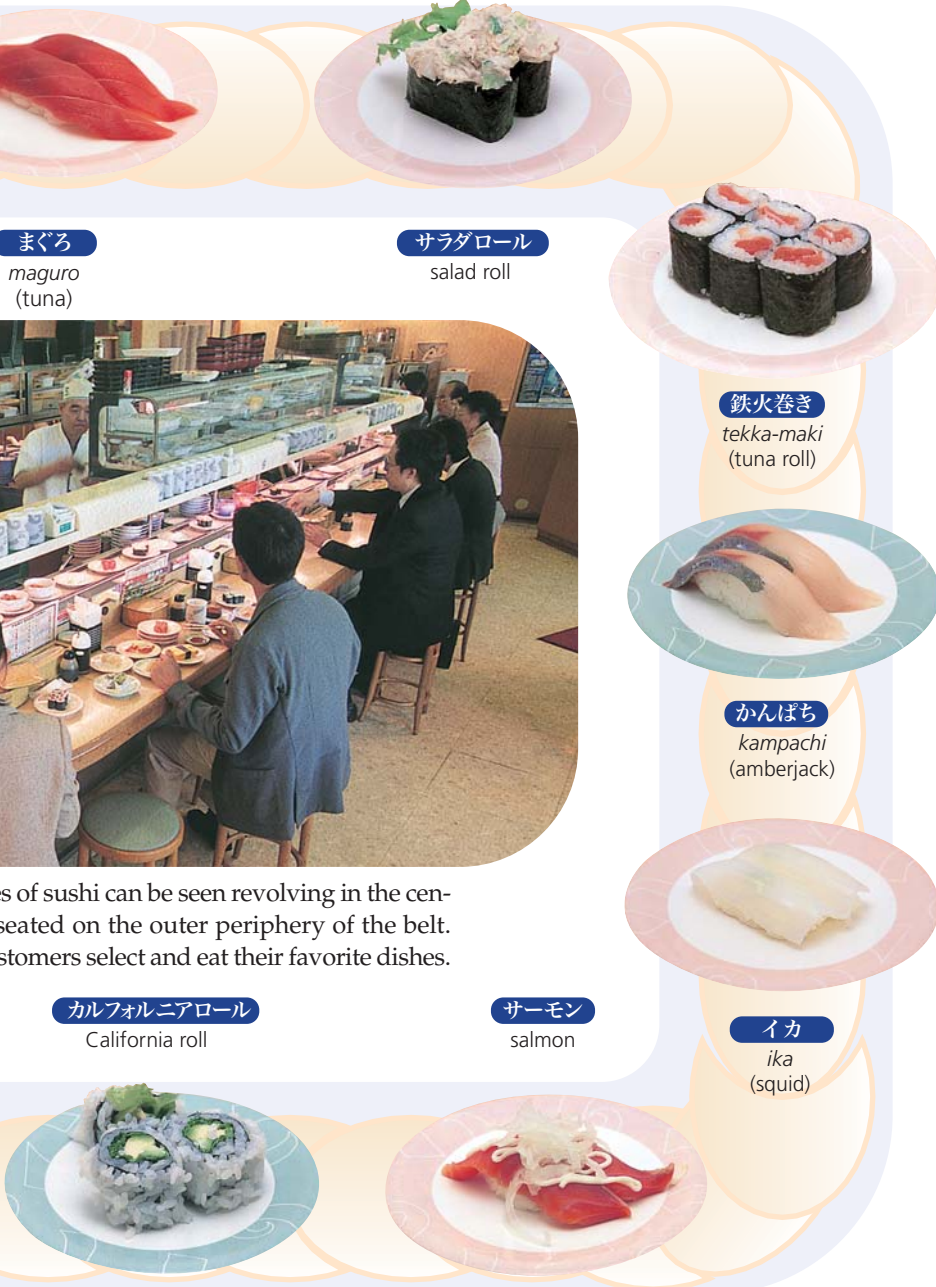 まぐろ
maguro
(tuna)
サラダロール
salad roll
鉄火巻き
tekka-maki
(tuna roll)
かんぱち
kampachi
(amberjack)
es of sushi can be seen revolving in the cen-
seated on the outer periphery of the belt.
stomers select and eat their favorite dishes.
カルフォルニアロール
California roll
サーモン
salmon
イカ
ika
(squid)